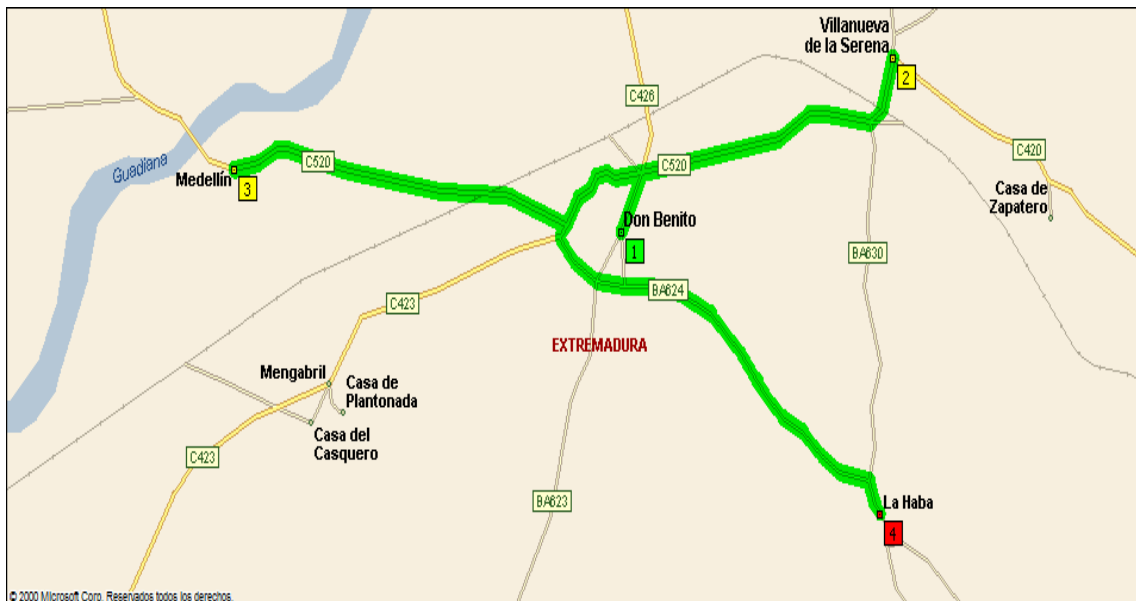 Villanueva
de la Serena
2
C426
C520
Guadiana
Medellín
3
C520
C420
Casa de
Zapatero
Don Benito
1
BA630
BA624
C423
EXTREMADURA
Mengabril
Casa de
Plantonada
Casa del
Casquero
C423
BA623
La Haba
4
© 2000 Microsoft Corp. Reservados todos los derechos.